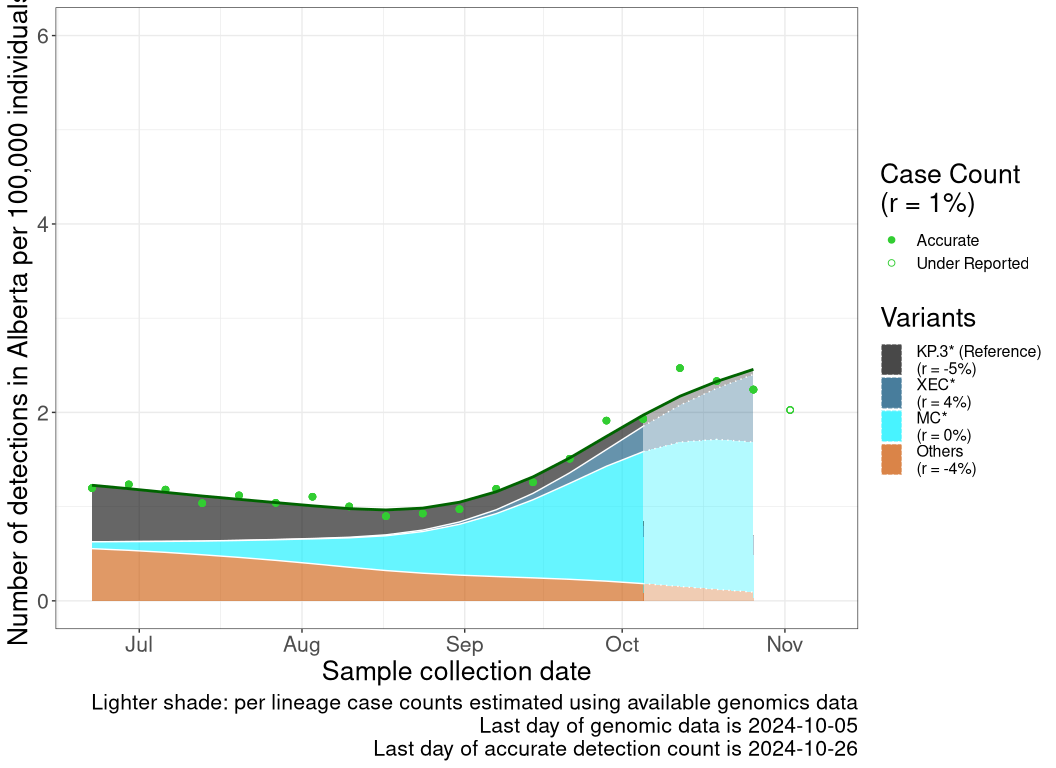 Number of detections in Alberta per 100,000 individuals
6
4
2
0
Jul Aug Sep Oct Nov
Sample collection date
Lighter shade: per lineage case counts estimated using available genomics data
Last day of genomic data is 2024-10-05
Last day of accurate detection count is 2024-10-26
Case Count
(r = 1%)
Accurate
Under Reported
Variants
KP.3* (Reference)
(r = -5%)
XEC*
(r = 4%)
MC*
(r = 0%)
Others
(r = -4%)